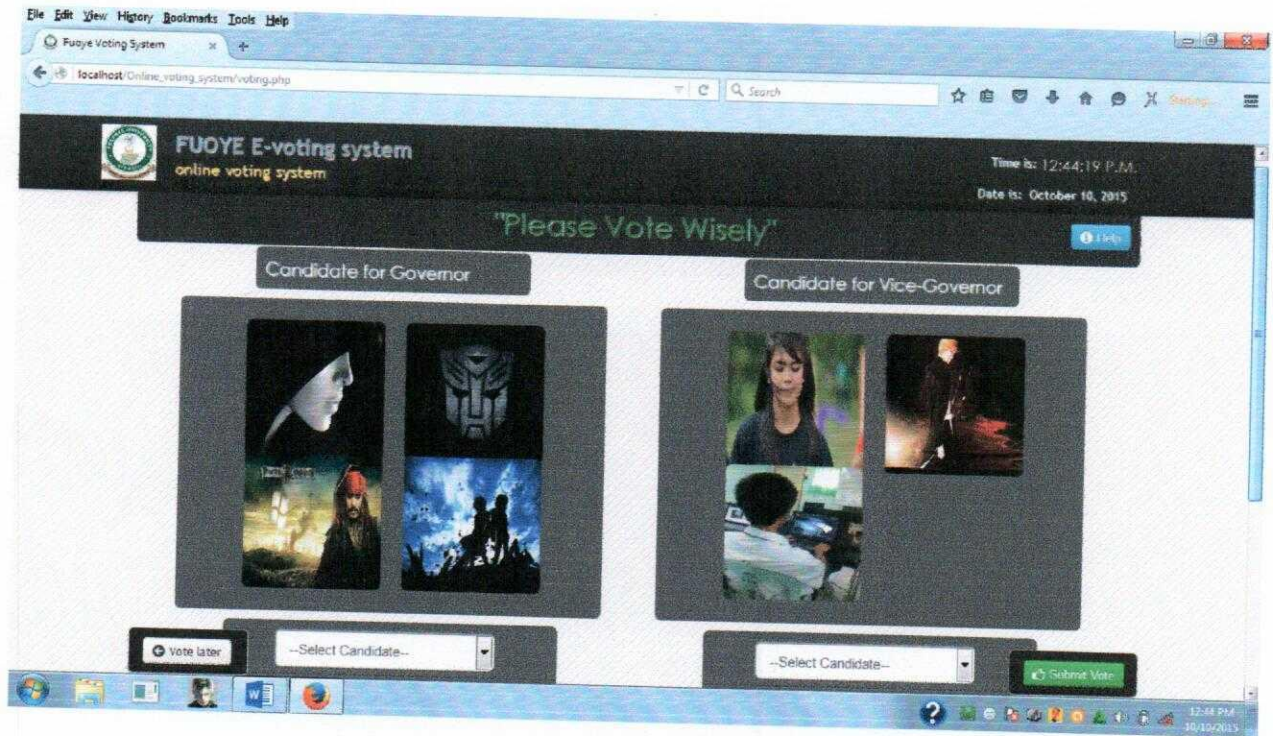 File Edit View History Bookmarks Tools Help
Fuoye Voting System
localhost/Online_voting_system/voting.php
Search
FUOYE E-voting system
online voting system
Time is: 12:44:19 P.M.
Date is: October 10, 2015
"Please Vote Wisely"
Help
Candidate for Governor
Candidate for Vice-Governor
Vote later
--Select Candidate--
--Select Candidate--
Submit Vote
12:44 PM
10/10/2015